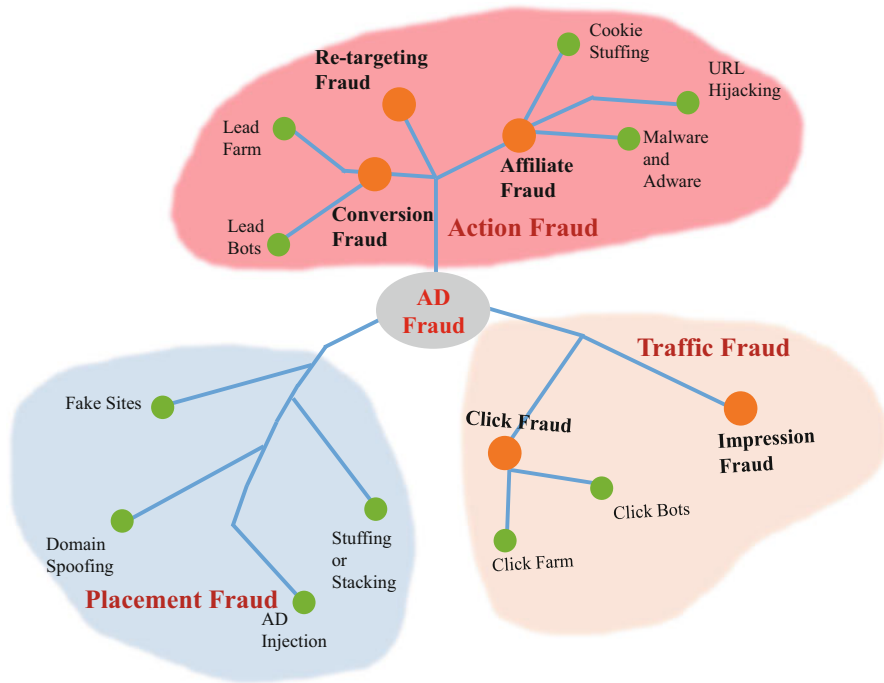 Re-targeting
Fraud
Cookie
Stuffing
URL
Hijacking
Lead
Farm
Malware
and
Adware
Affiliate
Fraud
Conversion
Fraud
Lead
Bots
Action Fraud
AD
Fraud
Traffic Fraud
Fake Sites
Click Fraud
Impression
Fraud
Click Bots
Click Farm
Domain
Spoofing
Stuffing
or
Stacking
Placement Fraud
AD
Injection